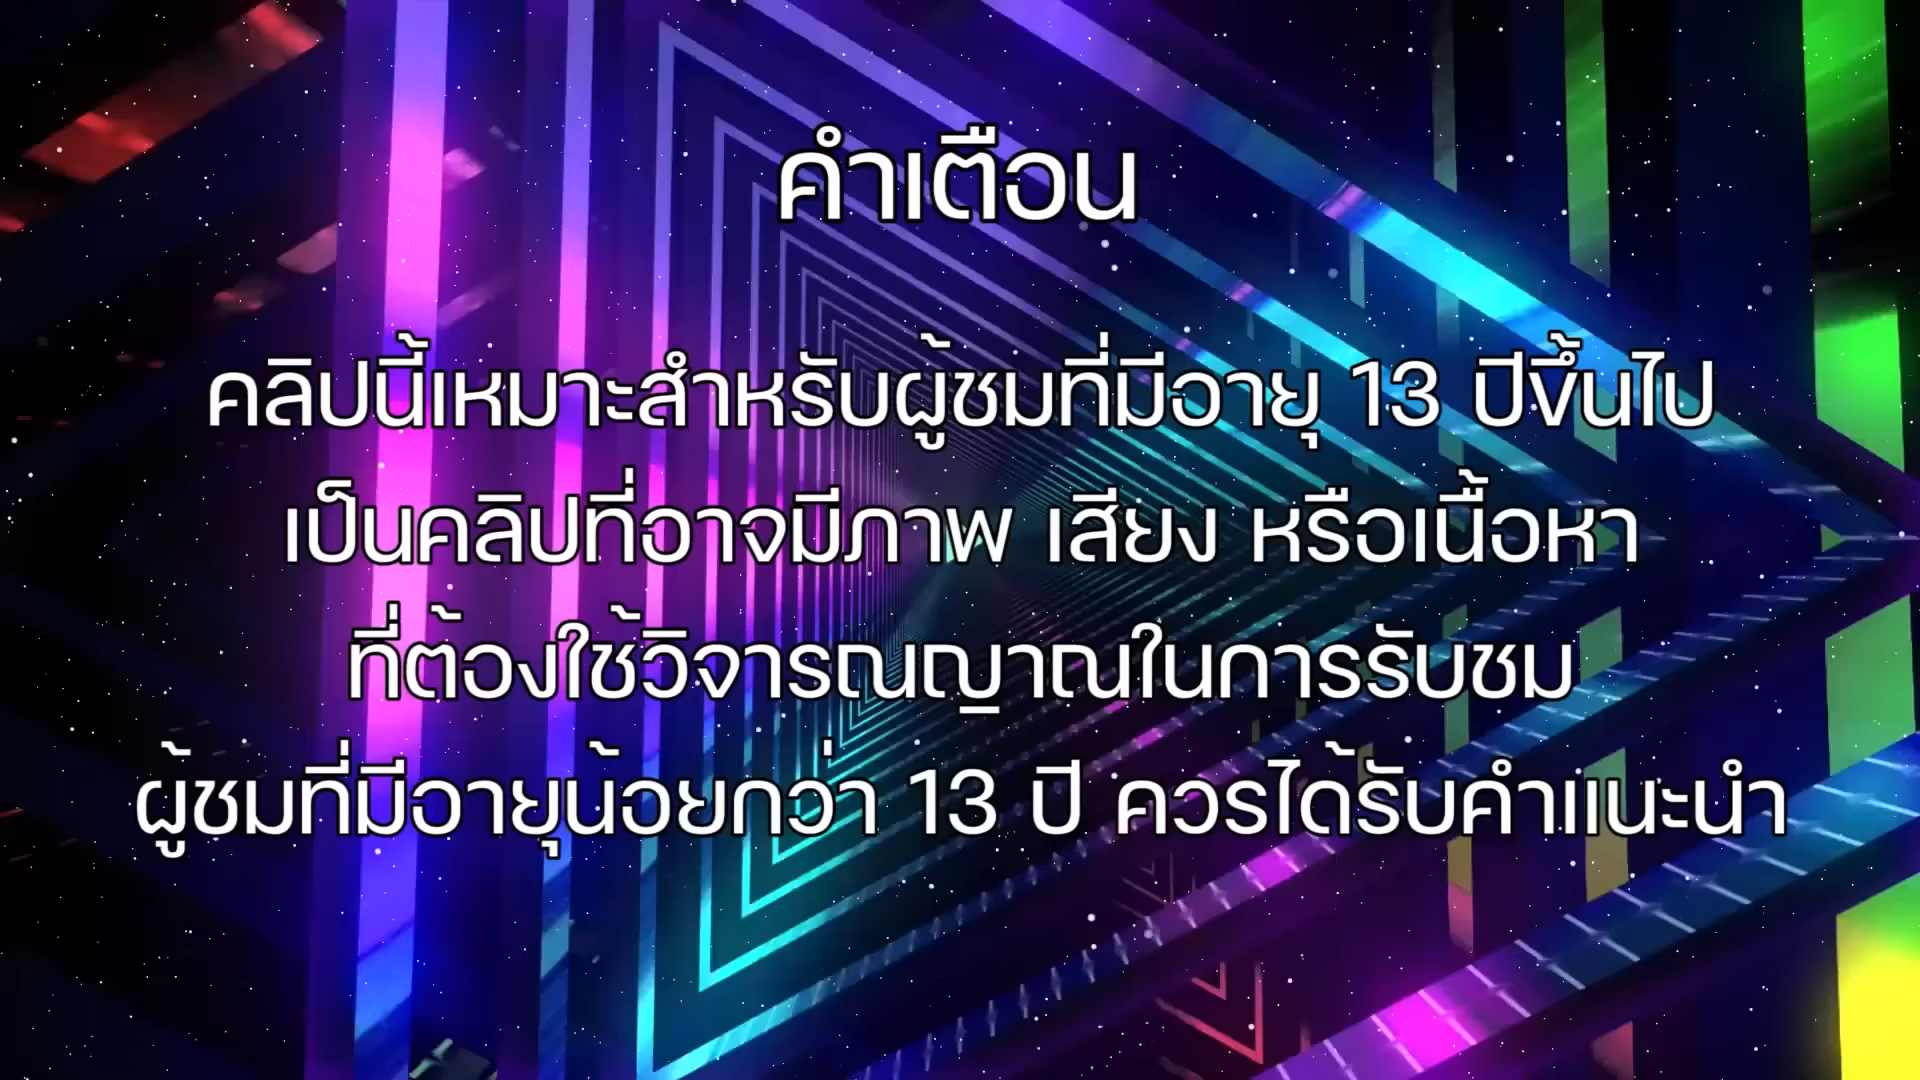 คำเตือน
คลิปนี้เหมาะสำหรับผู้ชมที่มีอายุ 13 ปีขึ้นไป
เป็นคลิปที่อาจมีภาพ เสียง หรือเนื้อหา
ที่ต้องใช้วิจารณญาณในการรับชม
ผู้ชมที่มีอายุน้อยกว่า 13 ปี ควรได้รับคำแนะนำ